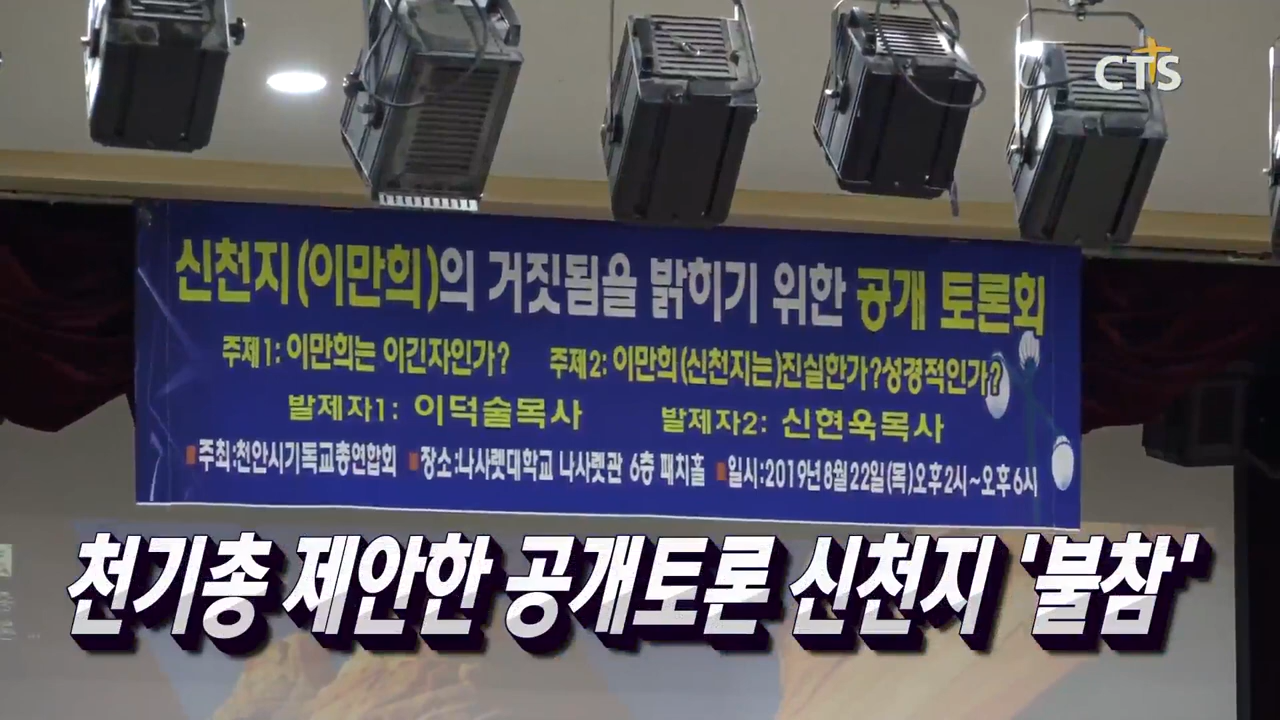 CTS
신천지(이만희)의 거짓됨을 밝히기 위한 공개 토론회
주제1: 이만희는 이긴자인가? 주제2: 이만희(신천지는)진실한가?성경적인가?
발제자1: 이덕술목사 발제자2: 신현욱목사
■주최:천안시기독교총연합회 ■장소:나사렛대학교 나사렛관 6층 패치홀 ■일시:2019년8월22일(목)오후2시~오후6시
천기총 제안한 공개토론 신천지 '불참'